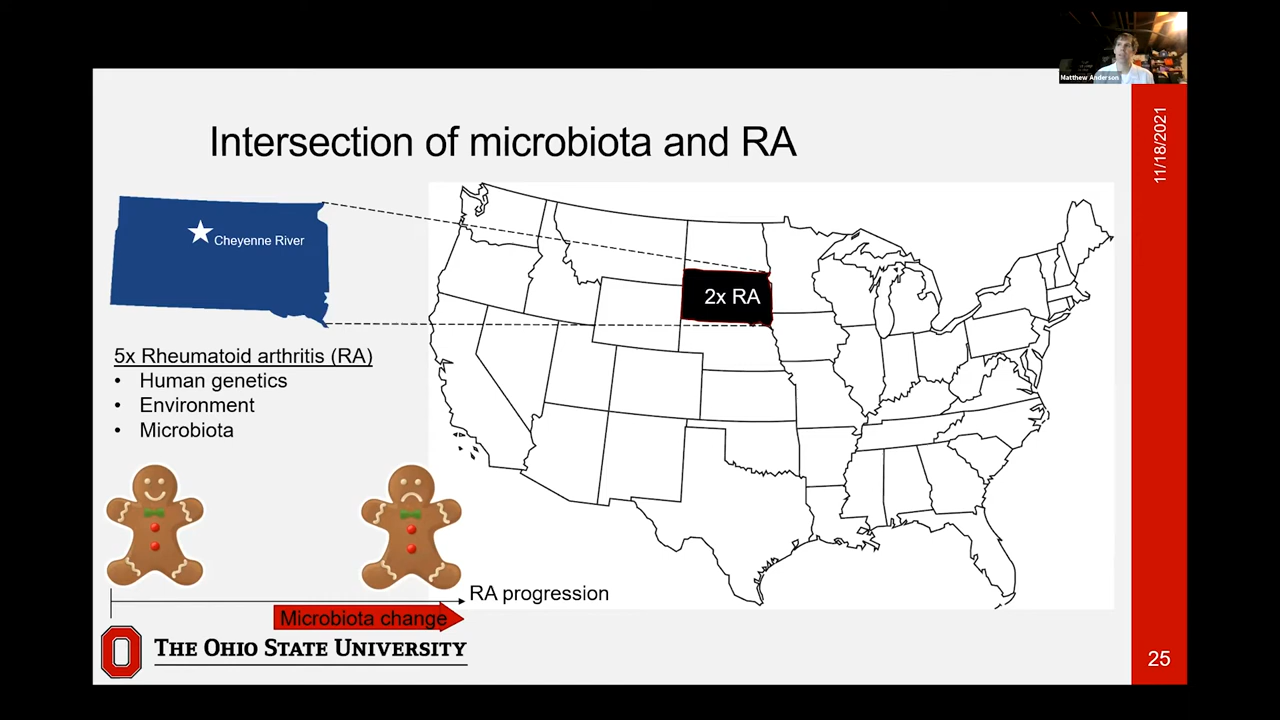 Matthew Anderson
11/18/2021
Intersection of microbiota and RA
Cheyenne River
2x RA
5x Rheumatoid arthritis (RA)
• Human genetics
• Environment
• Microbiota
RA progression
Microbiota change
THE OHIO STATE UNIVERSITY
25